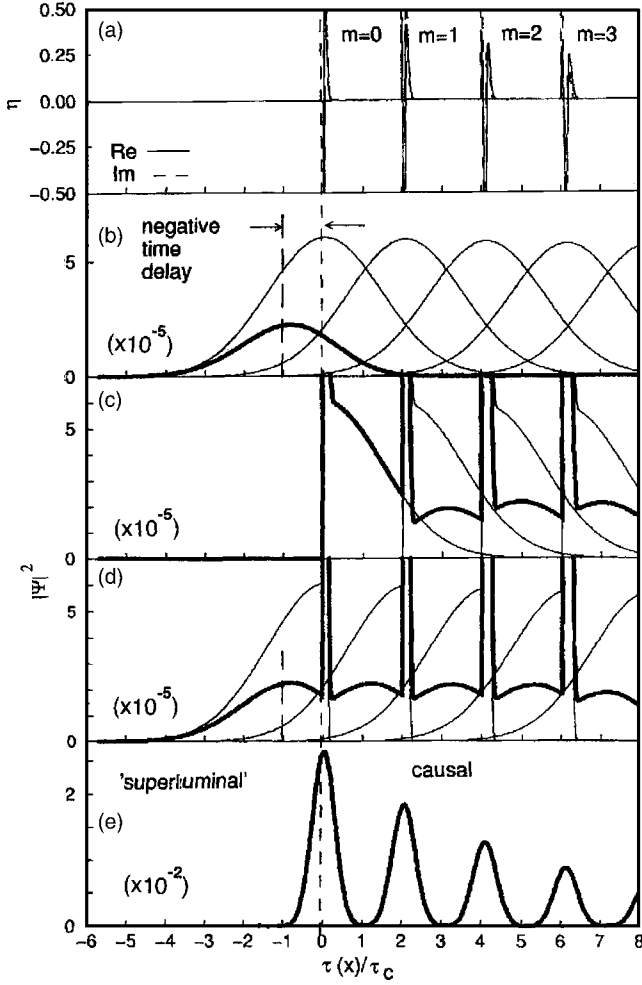 (a)
0.50
0.25
0.00
−0.25
−0.50
η
m=0 m=1 m=2 m=3
Re
Im
(b)
negative
time
delay
5
(x10⁻⁵)
0
(c)
5
(x10⁻⁵)
0
|Ψ|²
(d)
5
(x10⁻⁵)
0
'superluminal' causal
(e)
2
(x10⁻²)
0
−6 −5 −4 −3 −2 −1 0 1 2 3 4 5 6 7 8
τ(x)/τc